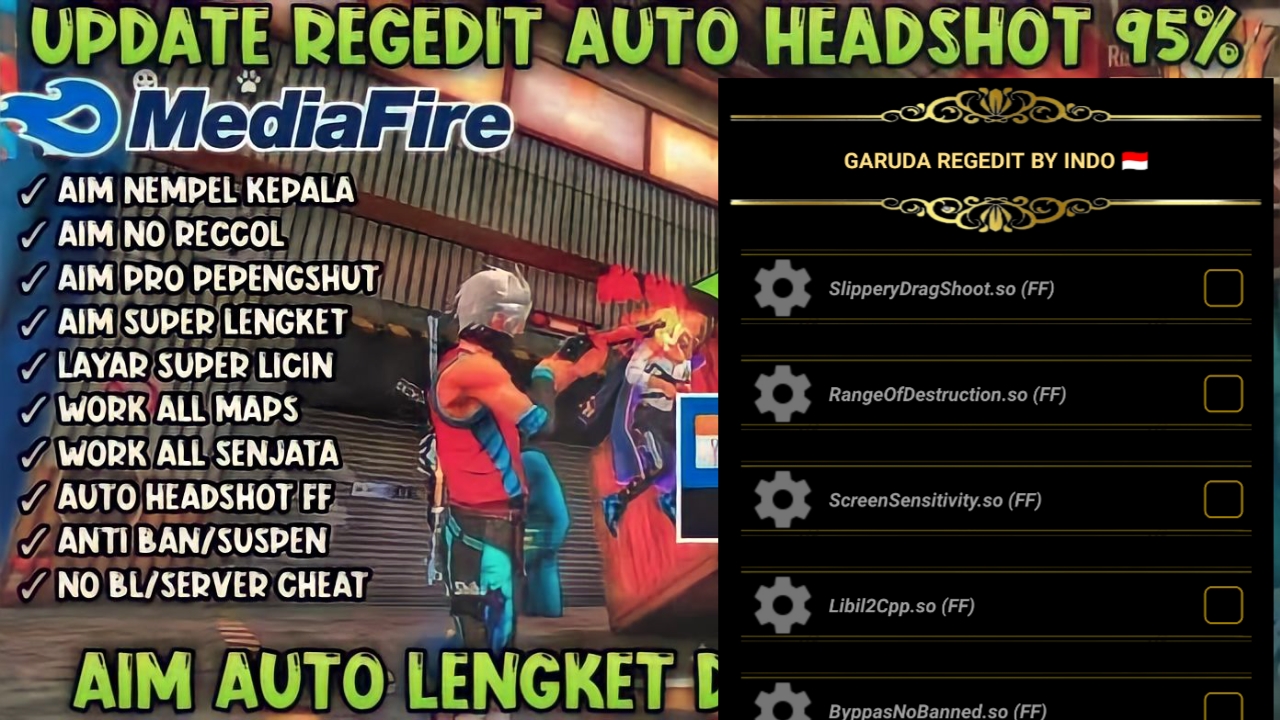 UPDATE REGEDIT AUTO HEADSHOT 95%
MediaFire
✓ AIM NEMPEL KEPALA
✓ AIM NO RECCOL
✓ AIM PRO PEPENGSHUT
✓ AIM SUPER LENGKET
✓ LAYAR SUPER LICIN
✓ WORK ALL MAPS
✓ WORK ALL SENJATA
✓ AUTO HEADSHOT FF
✓ ANTI BAN/SUSPEN
✓ NO BL/SERVER CHEAT
AIM AUTO LENGKET
GARUDA REGEDIT BY INDO 🇮🇩
SlipperyDragShoot.so (FF)
RangeOfDestruction.so (FF)
ScreenSensitivity.so (FF)
Libil2Cpp.so (FF)
ByppasNoBanned.so (FF)